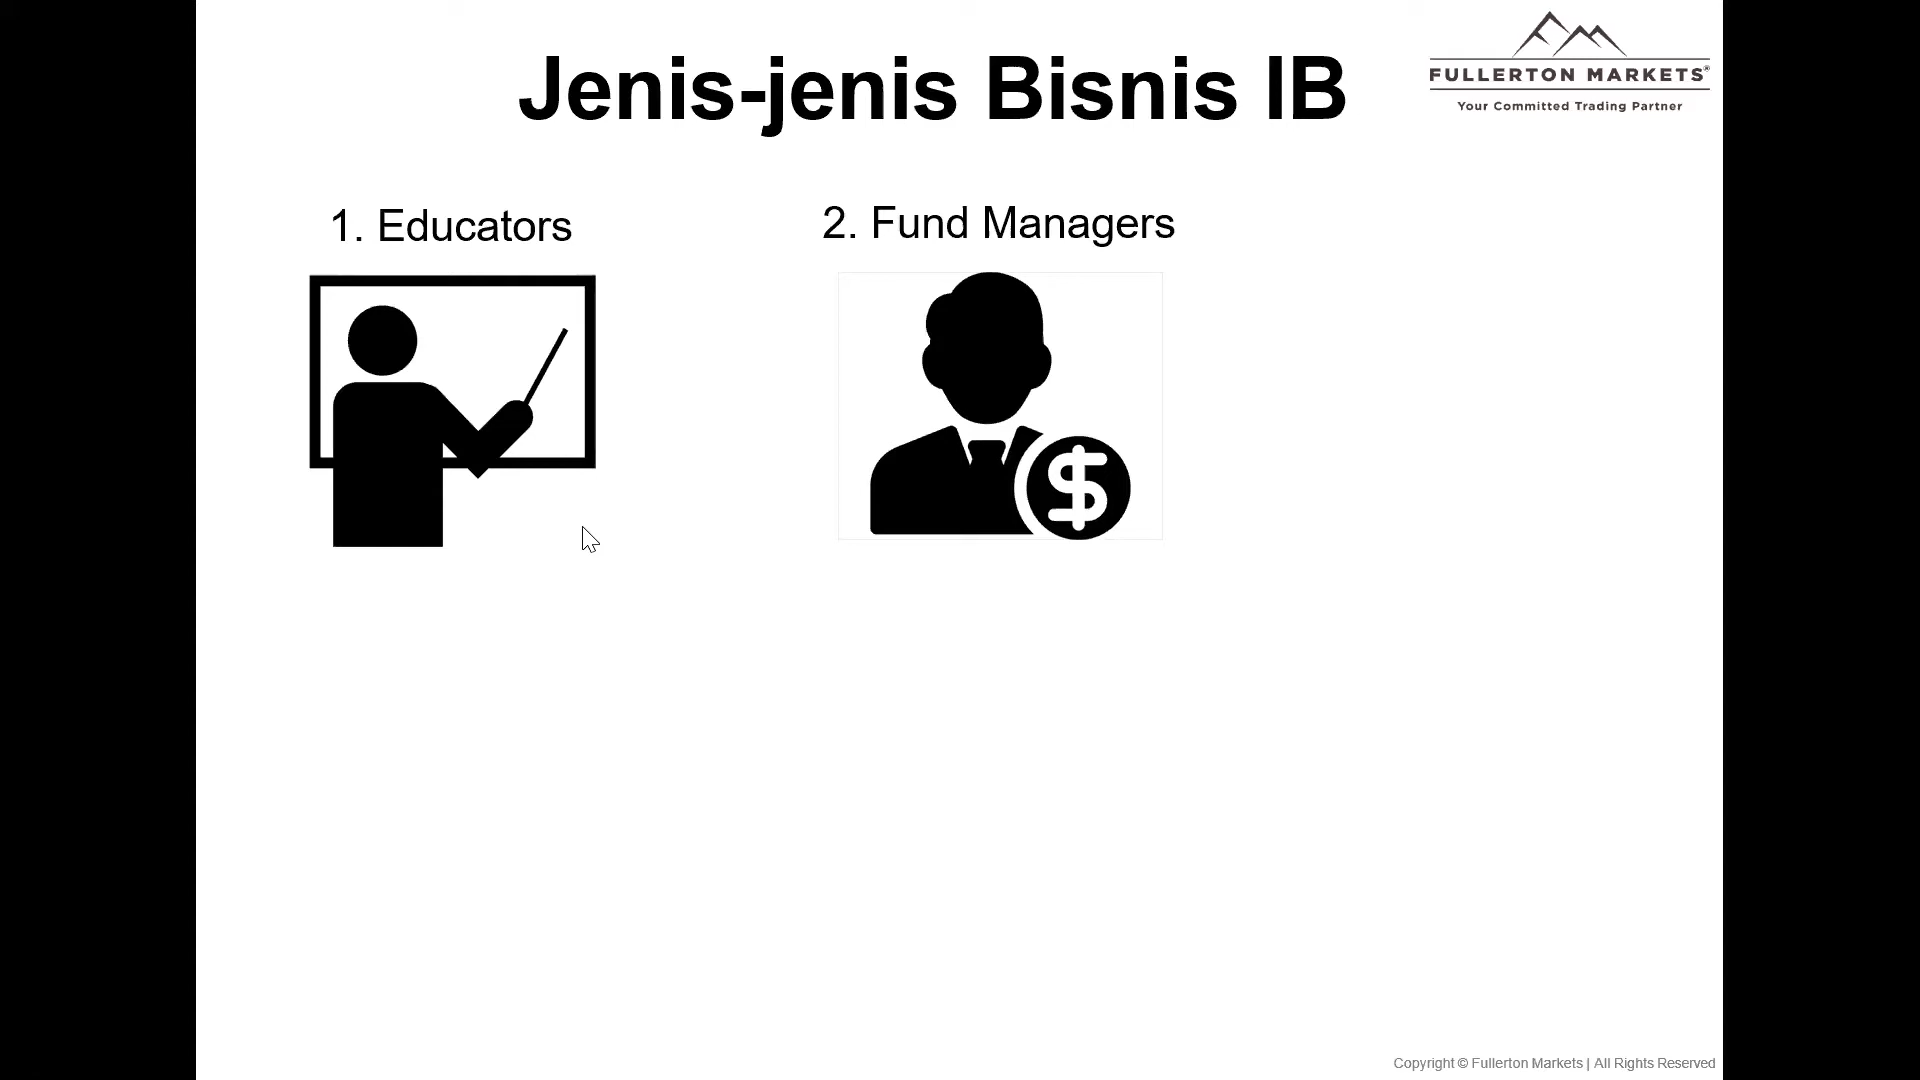 Jenis-jenis Bisnis IB
FULLERTON MARKETS®
Your Committed Trading Partner
1. Educators
2. Fund Managers
$
Copyright © Fullerton Markets | All Rights Reserved